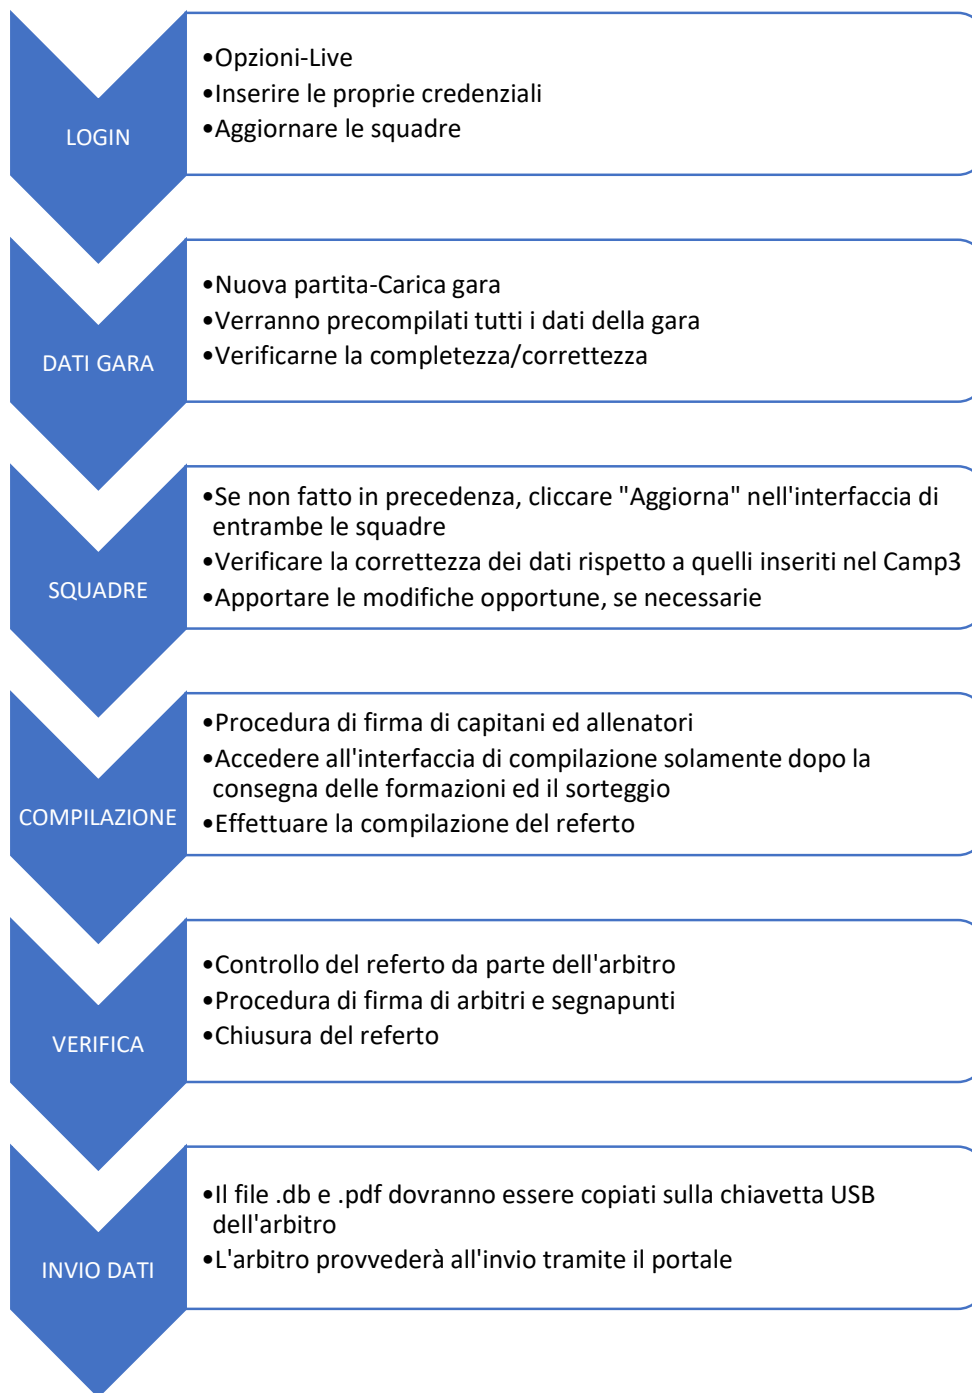 LOGIN
•Opzioni-Live
•Inserire le proprie credenziali
•Aggiornare le squadre
DATI GARA
•Nuova partita-Carica gara
•Verranno precompilati tutti i dati della gara
•Verificarne la completezza/correttezza
SQUADRE
•Se non fatto in precedenza, cliccare "Aggiorna" nell'interfaccia di
entrambe le squadre
•Verificare la correttezza dei dati rispetto a quelli inseriti nel Camp3
•Apportare le modifiche opportune, se necessarie
COMPILAZIONE
•Procedura di firma di capitani ed allenatori
•Accedere all'interfaccia di compilazione solamente dopo la
consegna delle formazioni ed il sorteggio
•Effettuare la compilazione del referto
VERIFICA
•Controllo del referto da parte dell'arbitro
•Procedura di firma di arbitri e segnapunti
•Chiusura del referto
INVIO DATI
•Il file .db e .pdf dovranno essere copiati sulla chiavetta USB
dell'arbitro
•L'arbitro provvederà all'invio tramite il portale